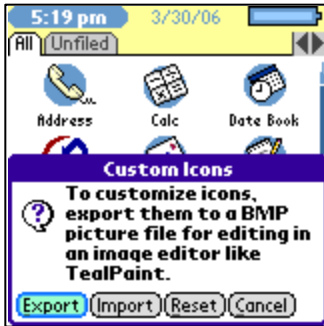 5:19 pm 3/30/06
All Unfiled
Address Calc Date Book
Custom Icons
To customize icons,
export them to a BMP
picture file for editing in
an image editor like
TealPaint.
Export Import Reset Cancel